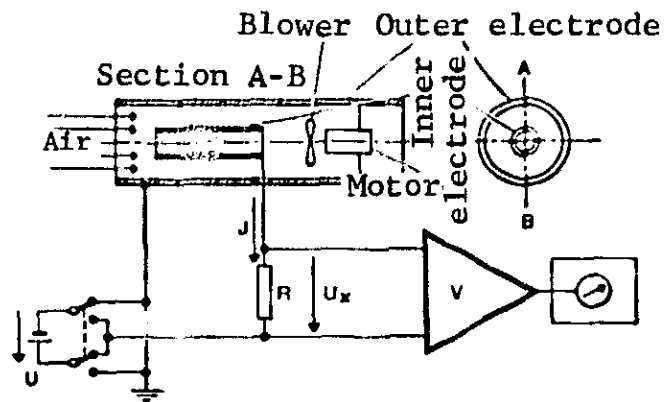 Blower Outer electrode
Section A-B
A
Air
Inner electrode
Motor
B
J
R
Ux
V
U